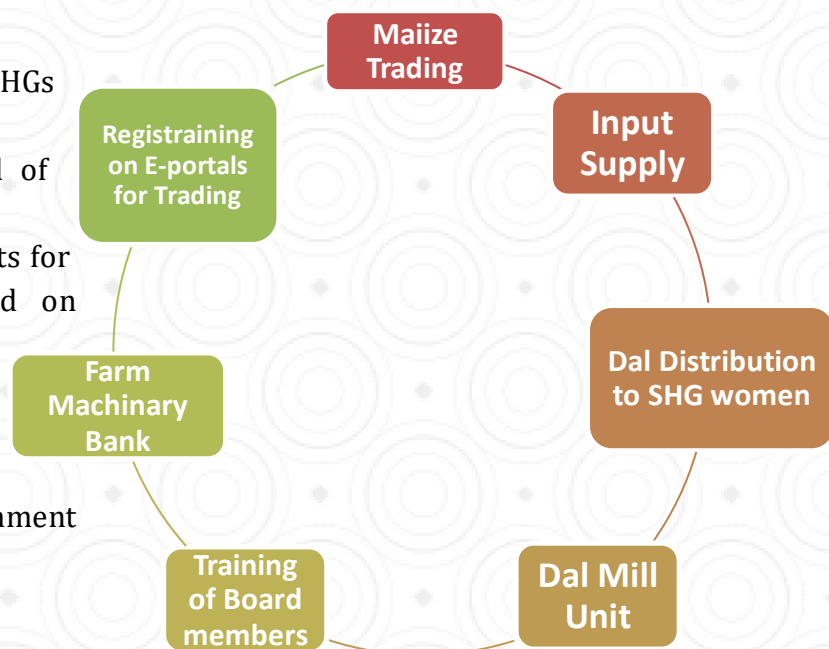 HGs
of
ts for
d on
nment
Maiize
Trading
Input
Supply
Dal Distribution
to SHG women
Dal Mill
Unit
Training
of Board
members
Farm
Machinary
Bank
Registraining
on E-portals
for Trading